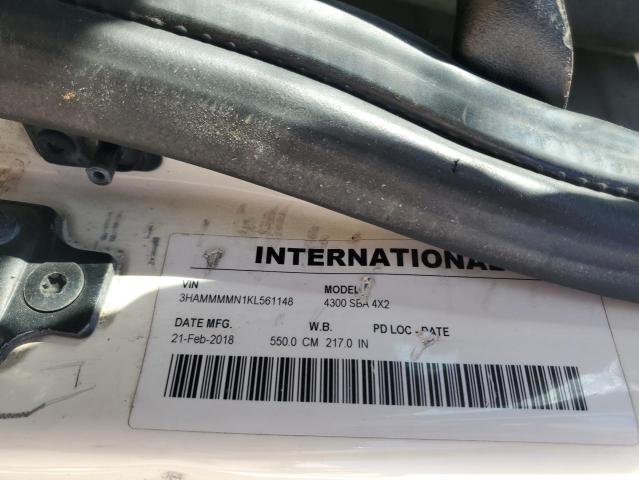 INTERNATIONAL
VIN MODEL
3HAMMMMN1KL561148 4300 SBA 4X2
DATE MFG. W.B. PD LOC - DATE
21-Feb-2018 550.0 CM 217.0 IN